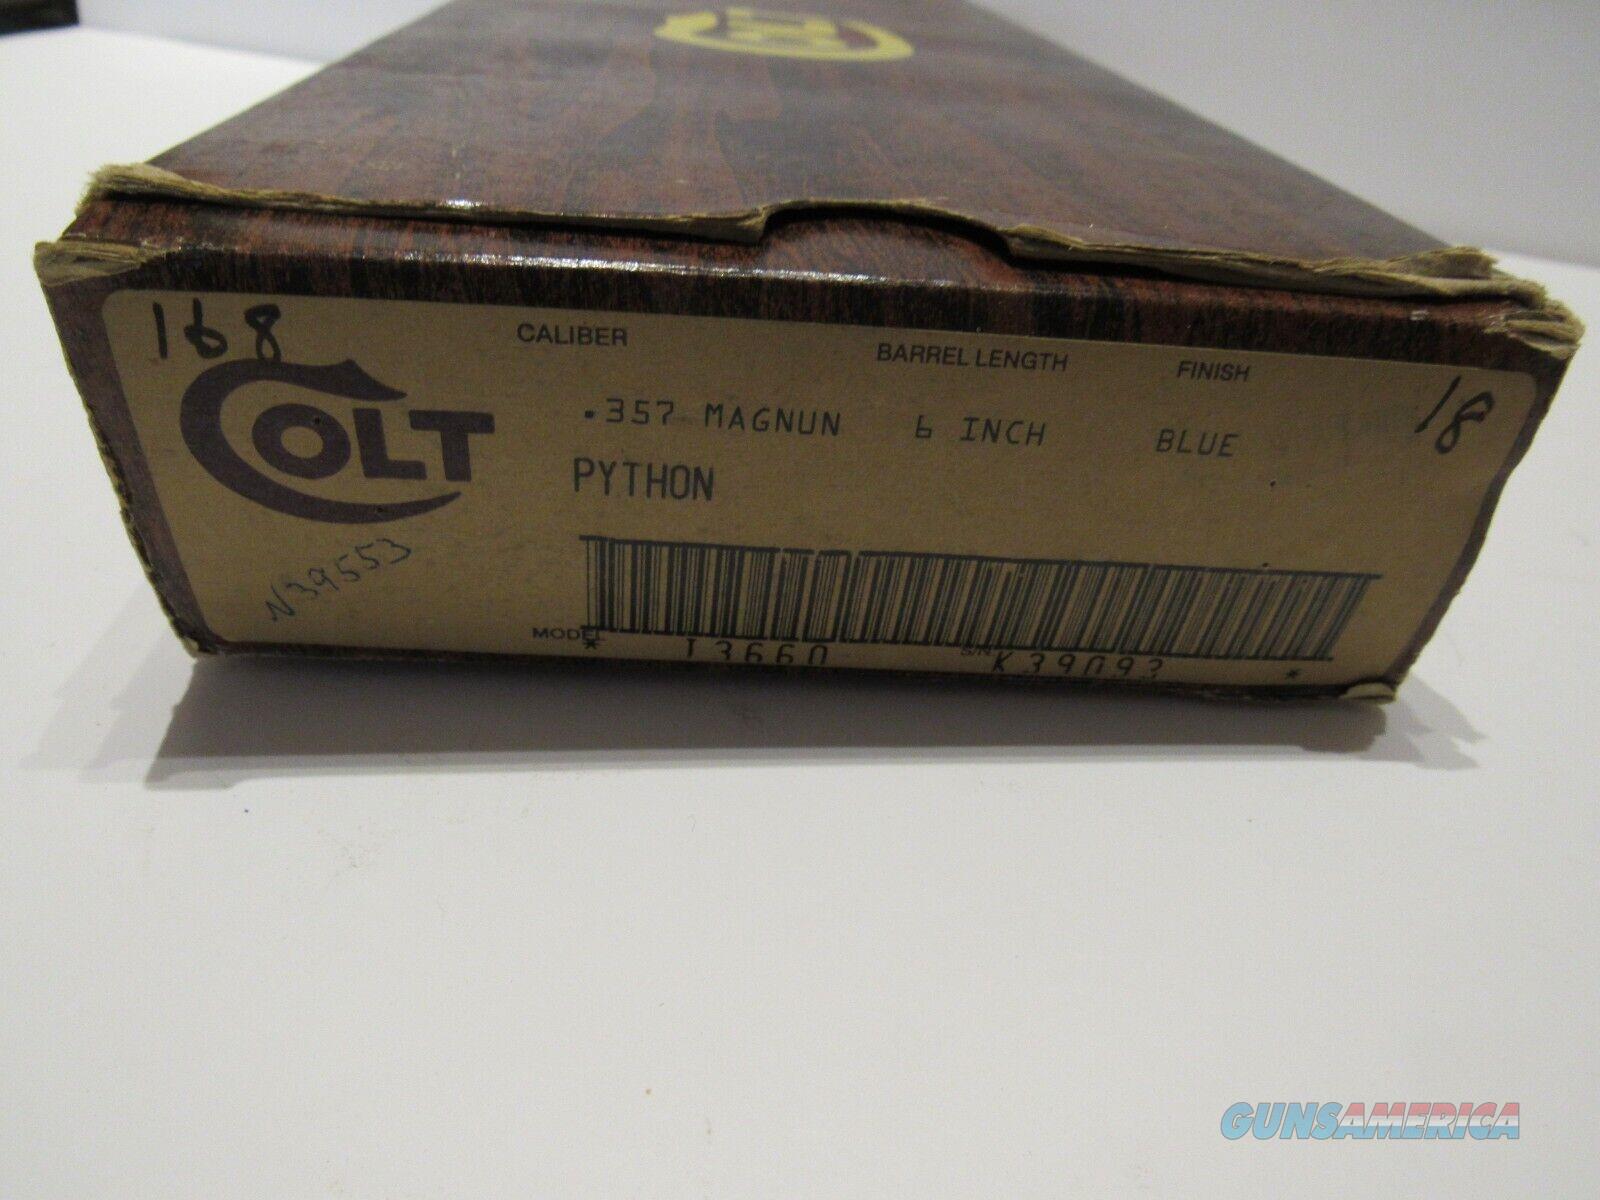 168
COLT
CALIBER BARREL LENGTH FINISH
.357 MAGNUN 6 INCH BLUE
18
PYTHON
N39553
MODEL S/N
* I3660 K39093 *
GUNSAMERICA